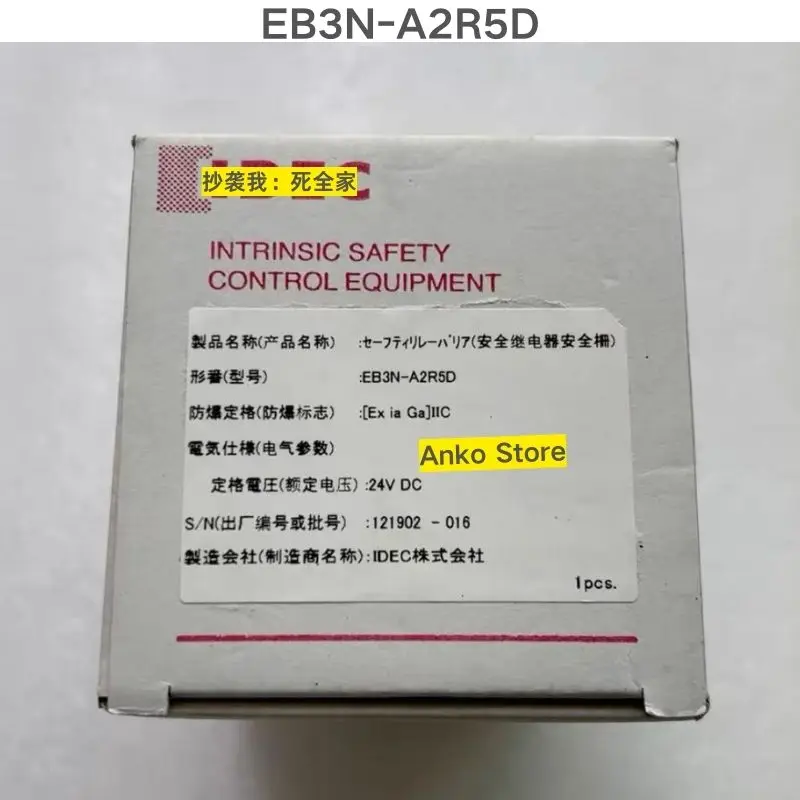 EB3N-A2R5D
IDEC
抄袭我：死全家
INTRINSIC SAFETY
CONTROL EQUIPMENT
製品名称(产品名称) :セーフティリレーバリア(安全继电器安全栅)
形番(型号) :EB3N-A2R5D
防爆定格(防爆标志) :[Ex ia Ga]IIC
電気仕様(电气参数)
Anko Store
定格電圧(额定电压) :24V DC
S/N(出厂编号或批号) :121902 - 016
製造会社(制造商名称):IDEC株式会社
1pcs.